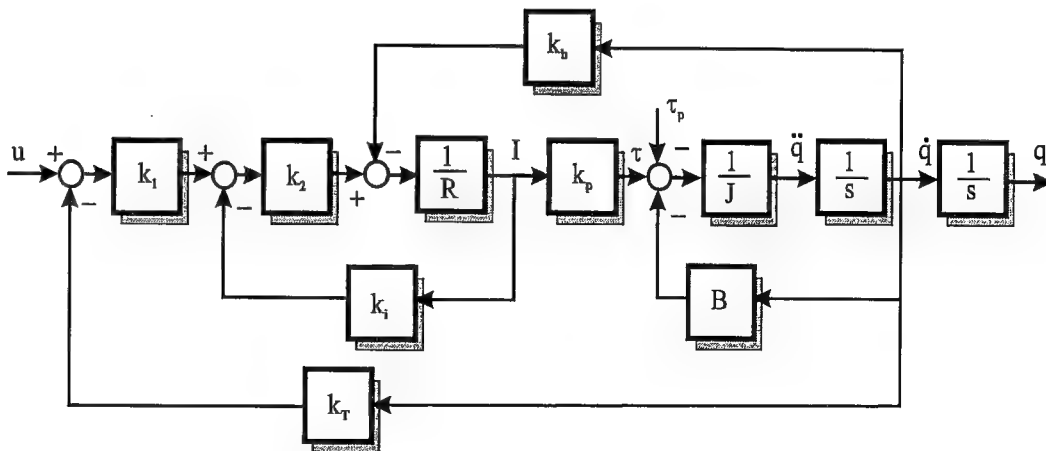 k_b
τ_p
u + k_1 + k_2 + − 1/R I k_p τ − 1/J q̈ 1/s q̇ 1/s q
− − −
k_i B
k_T